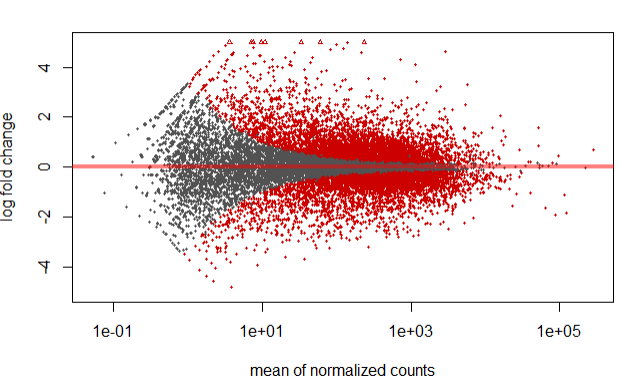 log fold change
4
2
0
-2
-4
1e-01
1e+01
1e+03
1e+05
mean of normalized counts